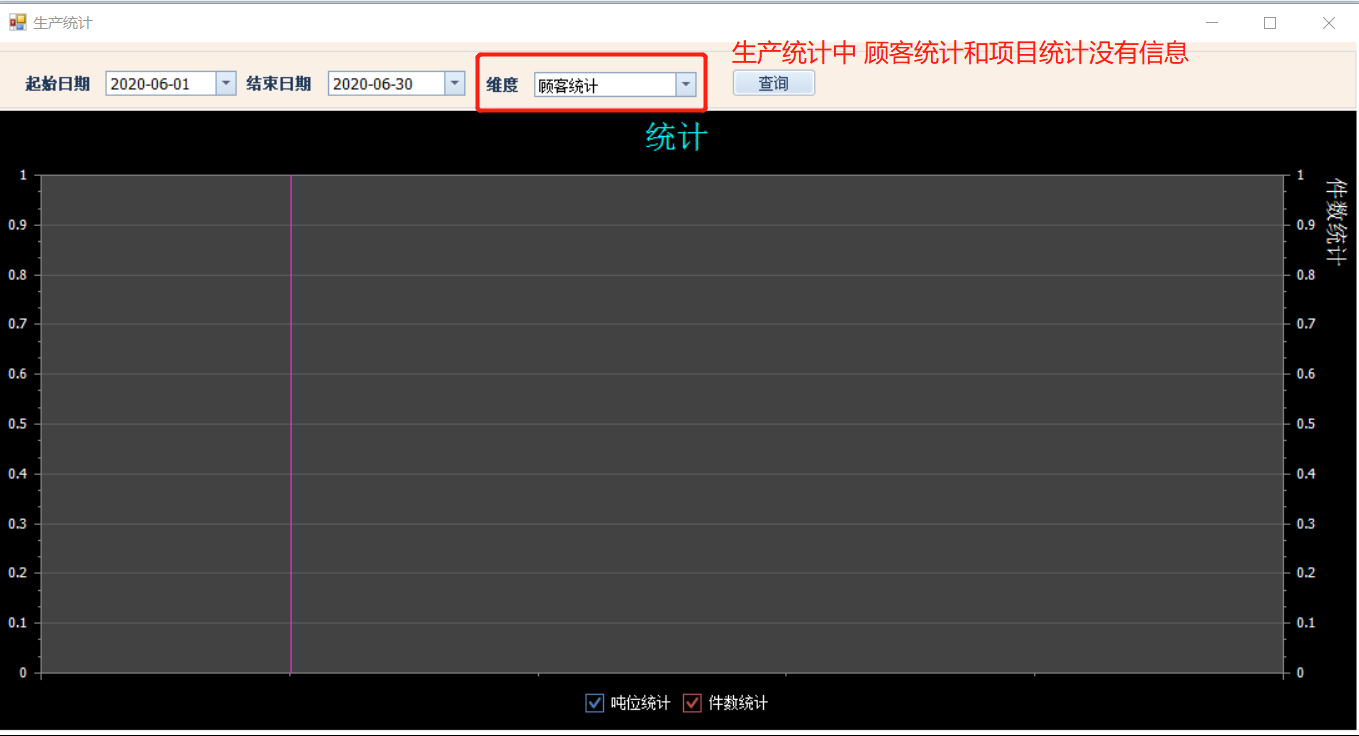 生产统计
生产统计中 顾客统计和项目统计没有信息
起始日期 2020-06-01 结束日期 2020-06-30 维度 顾客统计 查询
统计
件数统计
1 1
0.9 0.9
0.8 0.8
0.7 0.7
0.6 0.6
0.5 0.5
0.4 0.4
0.3 0.3
0.2 0.2
0.1 0.1
0 0
吨位统计 件数统计